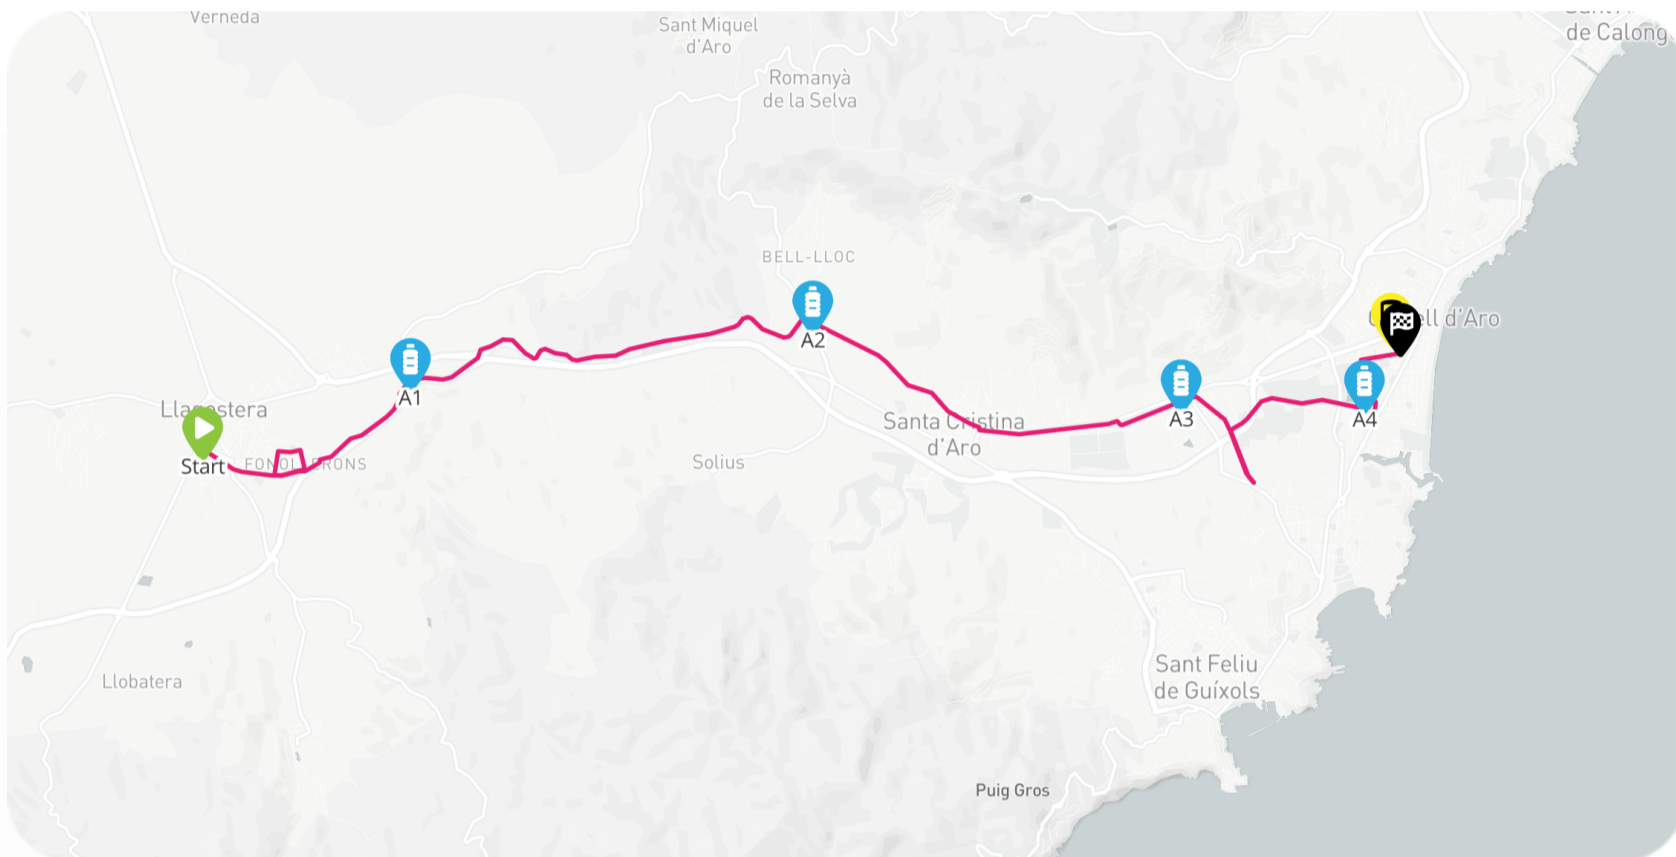 Verneda
Sant Miquel
d'Aro
de Calong
Romanyà
de la Selva
BELL-LLOC
A2
A1
Llagostera
Start
A3
A4
Santa Cristina
d'Aro
Solius
Llobatera
Sant Feliu
de Guíxols
Puig Gros